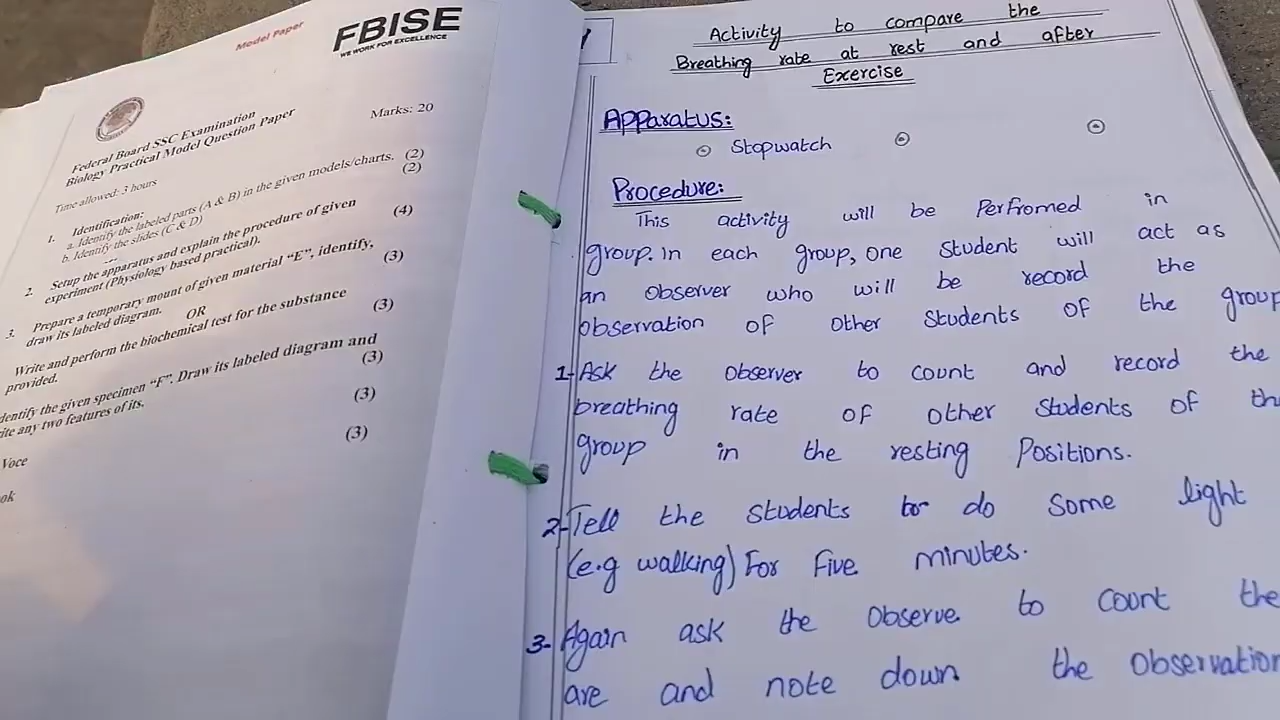 Model Paper
FBISE
WE WORK FOR EXCELLENCE
Federal Board SSC Examination
Biology Practical Model Question Paper
Marks: 20
Time allowed: 3 hours
1. Identification:
a. Identify the labeled parts (A & B) in the given models/charts. (2)
b. Identify the slides (C & D) (2)
2. Setup the apparatus and explain the procedure of given (4)
experiment (Physiology based practical).
3. Prepare a temporary mount of given material “E”, identify, (3)
draw its labeled diagram.
OR
Write and perform the biochemical test for the substance (3)
provided.
dentify the given specimen “F”. Draw its labeled diagram and (3)
ite any two features of its.
(3)
Voce (3)
ok
Activity to compare the
Breathing rate at rest and after
Exercise
Apparatus:
Stopwatch
Procedure:
This activity will be Perfromed in
group. In each group, one student will act as
an observer who will be record the
observation of other students of the group
1- Ask the observer to count and record the
breathing rate of other students of th
group in the resting Positions.
2- Tell the students to do some light
(e.g walking) For Five minutes.
3- Again ask the observe to count the
are and note down the observation